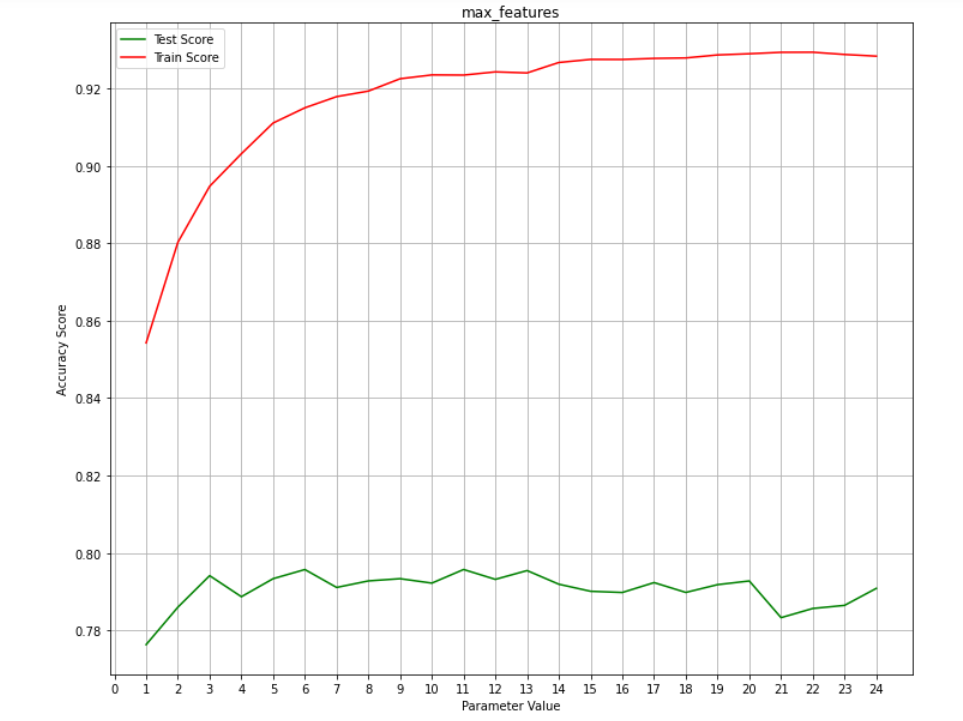 max_features
Test Score
Train Score
0.92
0.90
0.88
0.86
0.84
0.82
0.80
0.78
Accuracy Score
0 1 2 3 4 5 6 7 8 9 10 11 12 13 14 15 16 17 18 19 20 21 22 23 24
Parameter Value